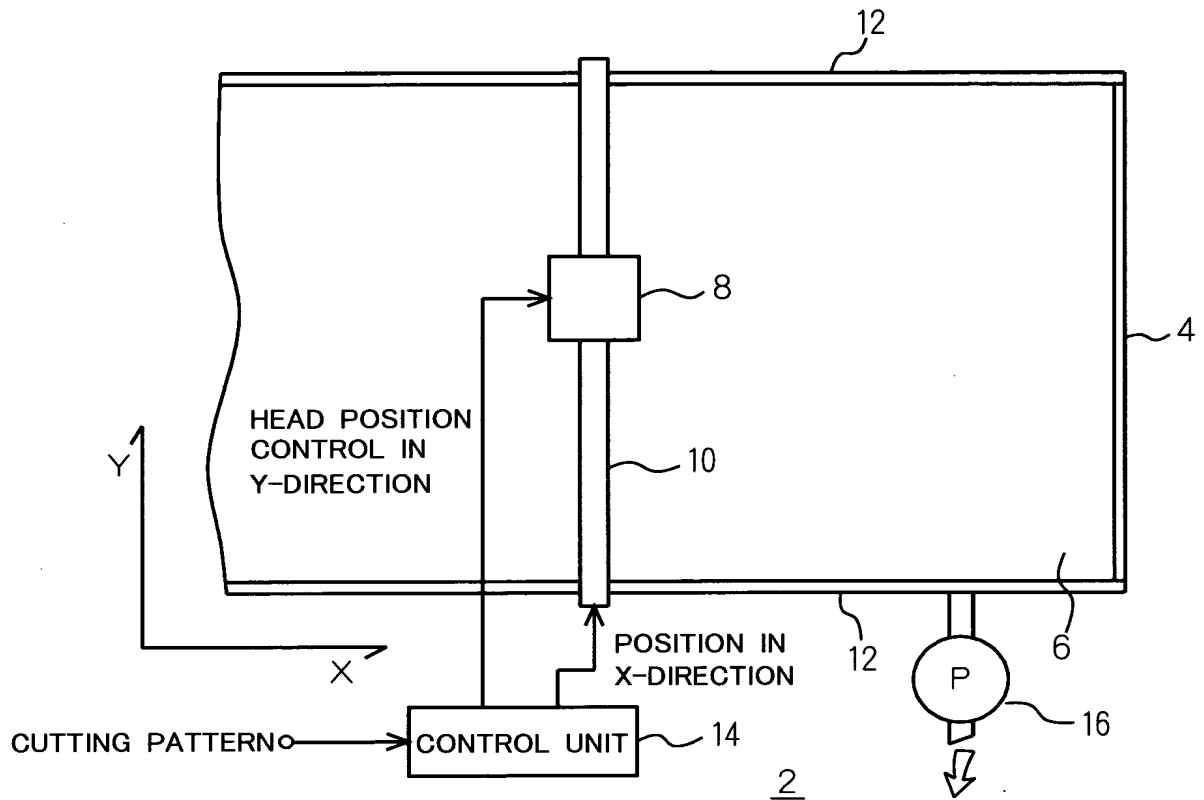 12
8
4
HEAD POSITION
CONTROL IN
Y-DIRECTION
10
Y
X
POSITION IN
X-DIRECTION
12
6
P
16
CUTTING PATTERN
CONTROL UNIT
14
2